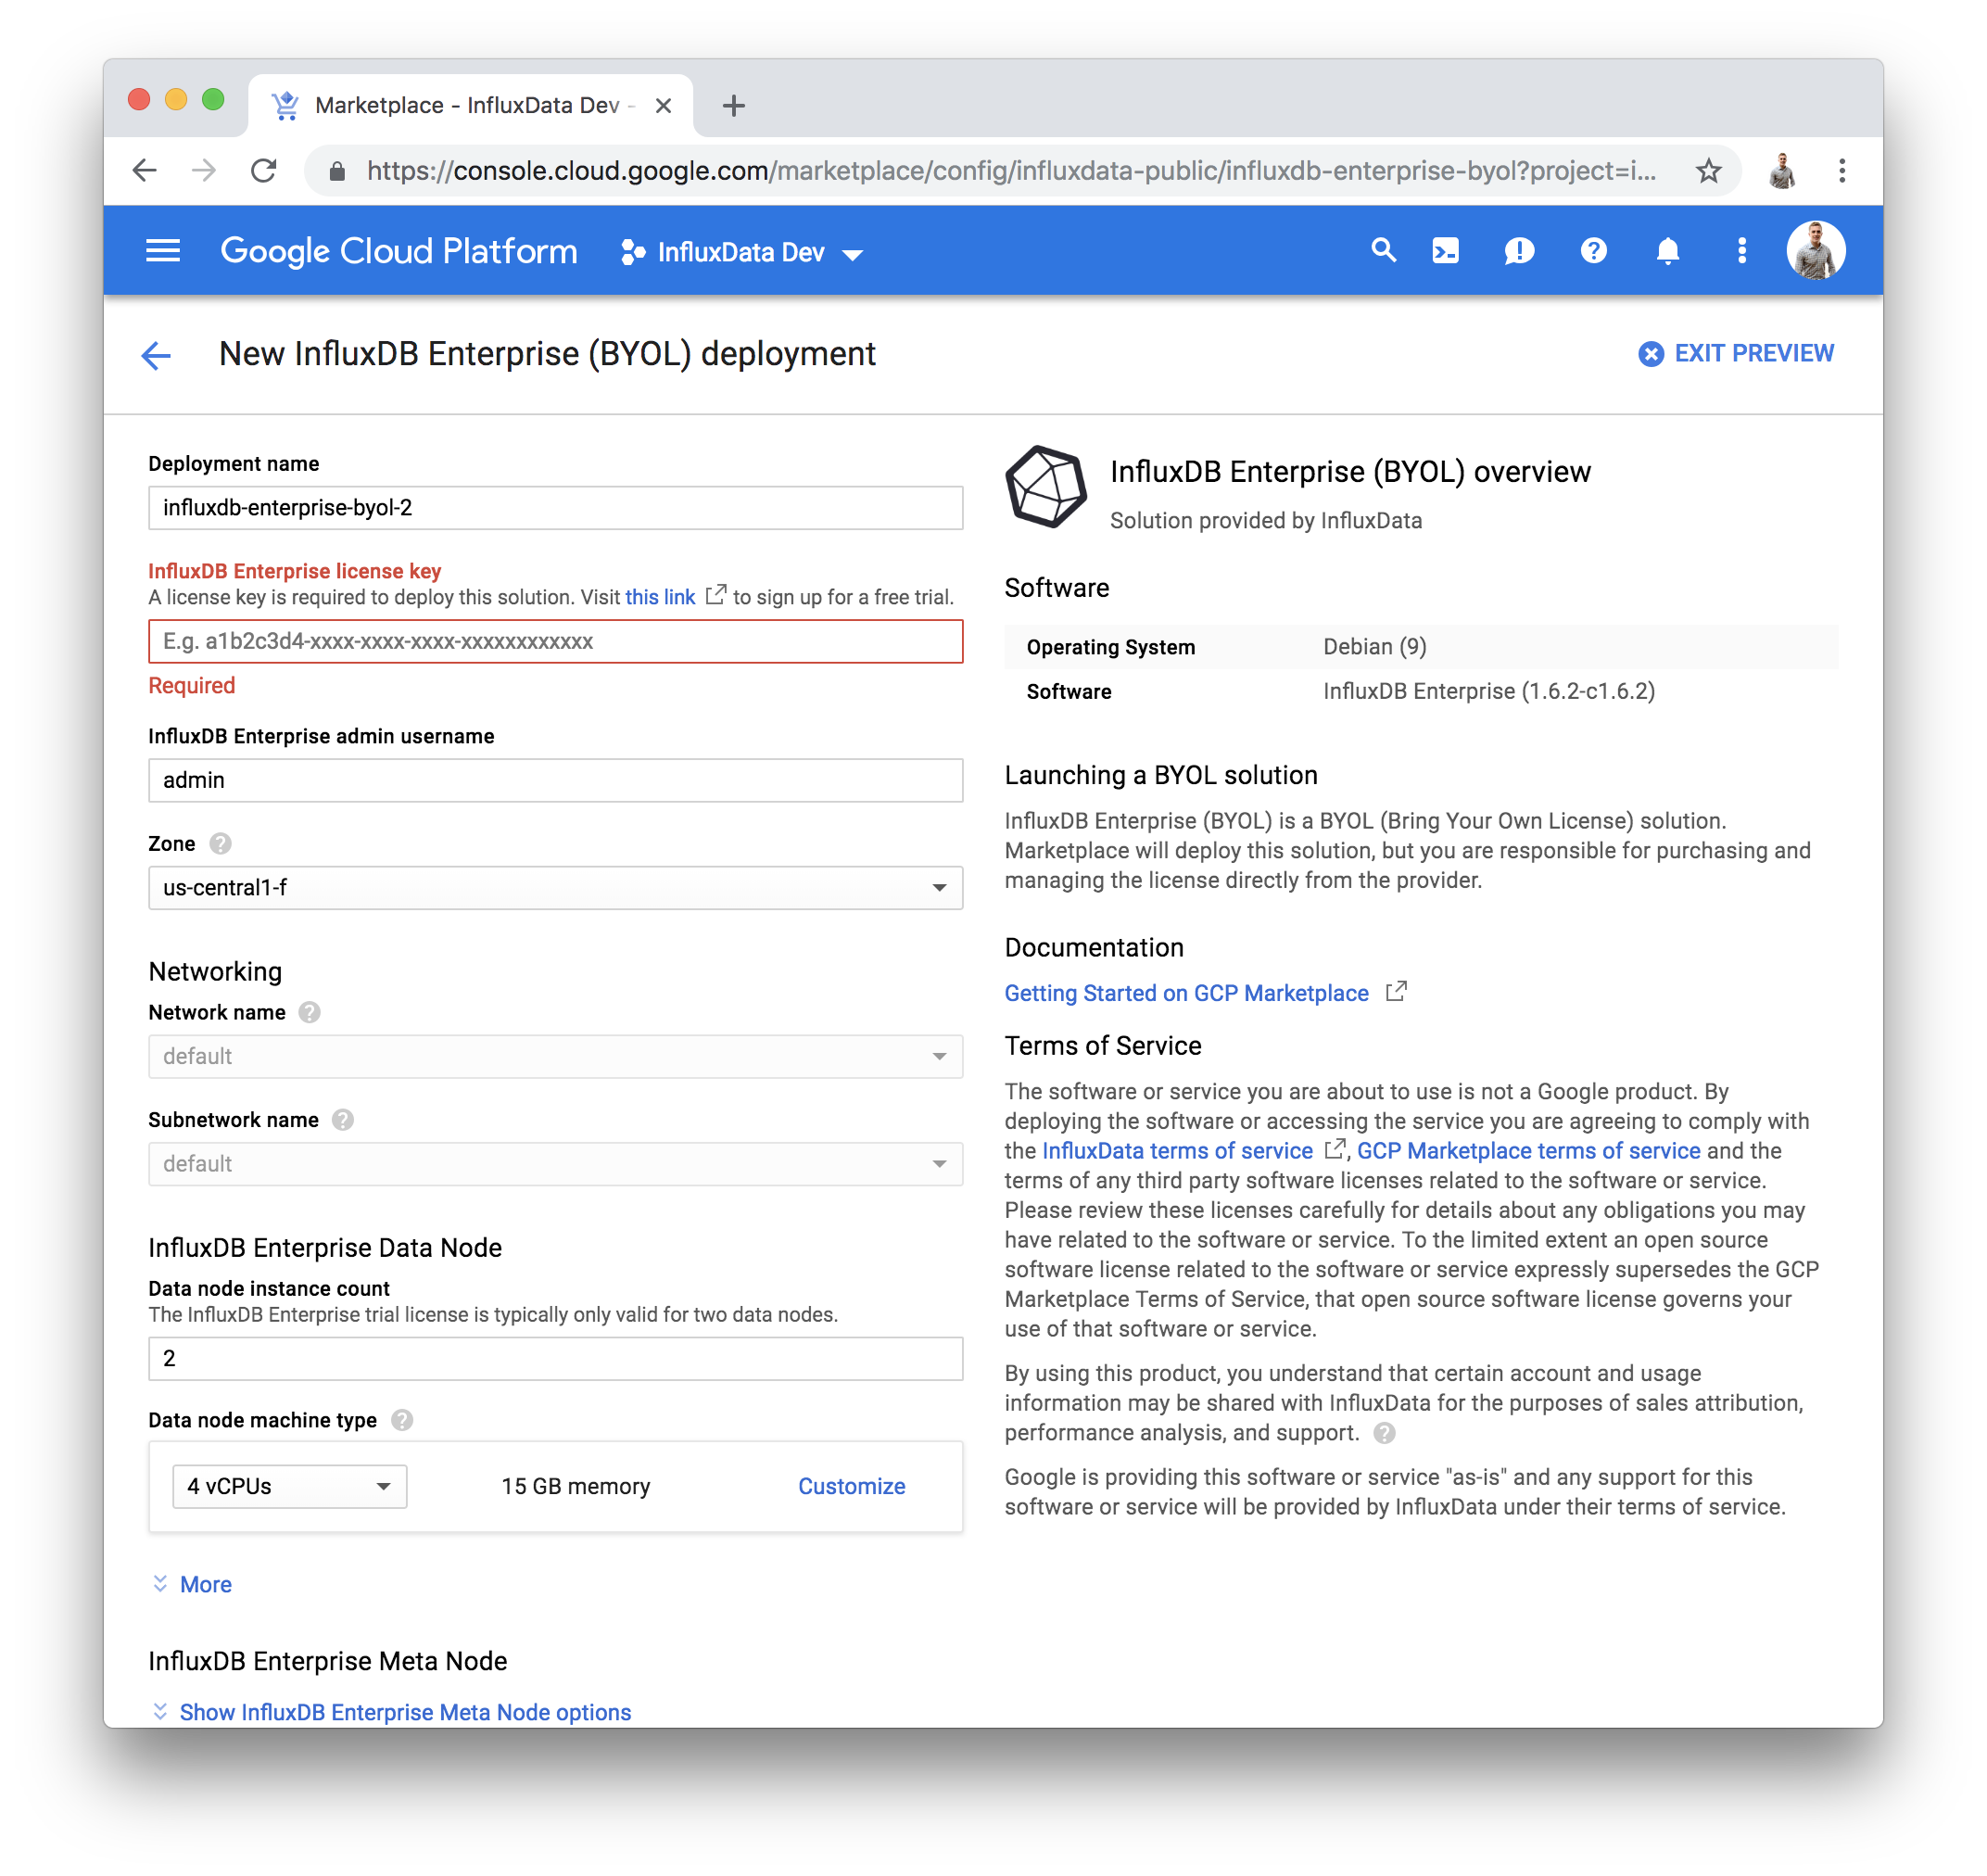 Marketplace - InfluxData Dev -
https://console.cloud.google.com/marketplace/config/influxdata-public/influxdb-enterprise-byol?project=i...
Google Cloud Platform
InfluxData Dev
New InfluxDB Enterprise (BYOL) deployment
EXIT PREVIEW
Deployment name
influxdb-enterprise-byol-2
InfluxDB Enterprise license key
A license key is required to deploy this solution. Visit this link to sign up for a free trial.
E.g. a1b2c3d4-xxxx-xxxx-xxxx-xxxxxxxxxxxx
Required
InfluxDB Enterprise admin username
admin
Zone
us-central1-f
Networking
Network name
default
Subnetwork name
default
InfluxDB Enterprise Data Node
Data node instance count
The InfluxDB Enterprise trial license is typically only valid for two data nodes.
2
Data node machine type
4 vCPUs 15 GB memory Customize
More
InfluxDB Enterprise Meta Node
Show InfluxDB Enterprise Meta Node options
InfluxDB Enterprise (BYOL) overview
Solution provided by InfluxData
Software
Operating System Debian (9)
Software InfluxDB Enterprise (1.6.2-c1.6.2)
Launching a BYOL solution
InfluxDB Enterprise (BYOL) is a BYOL (Bring Your Own License) solution.
Marketplace will deploy this solution, but you are responsible for purchasing and
managing the license directly from the provider.
Documentation
Getting Started on GCP Marketplace
Terms of Service
The software or service you are about to use is not a Google product. By
deploying the software or accessing the service you are agreeing to comply with
the InfluxData terms of service , GCP Marketplace terms of service and the
terms of any third party software licenses related to the software or service.
Please review these licenses carefully for details about any obligations you may
have related to the software or service. To the limited extent an open source
software license related to the software or service expressly supersedes the GCP
Marketplace Terms of Service, that open source software license governs your
use of that software or service.
By using this product, you understand that certain account and usage
information may be shared with InfluxData for the purposes of sales attribution,
performance analysis, and support.
Google is providing this software or service "as-is" and any support for this
software or service will be provided by InfluxData under their terms of service.